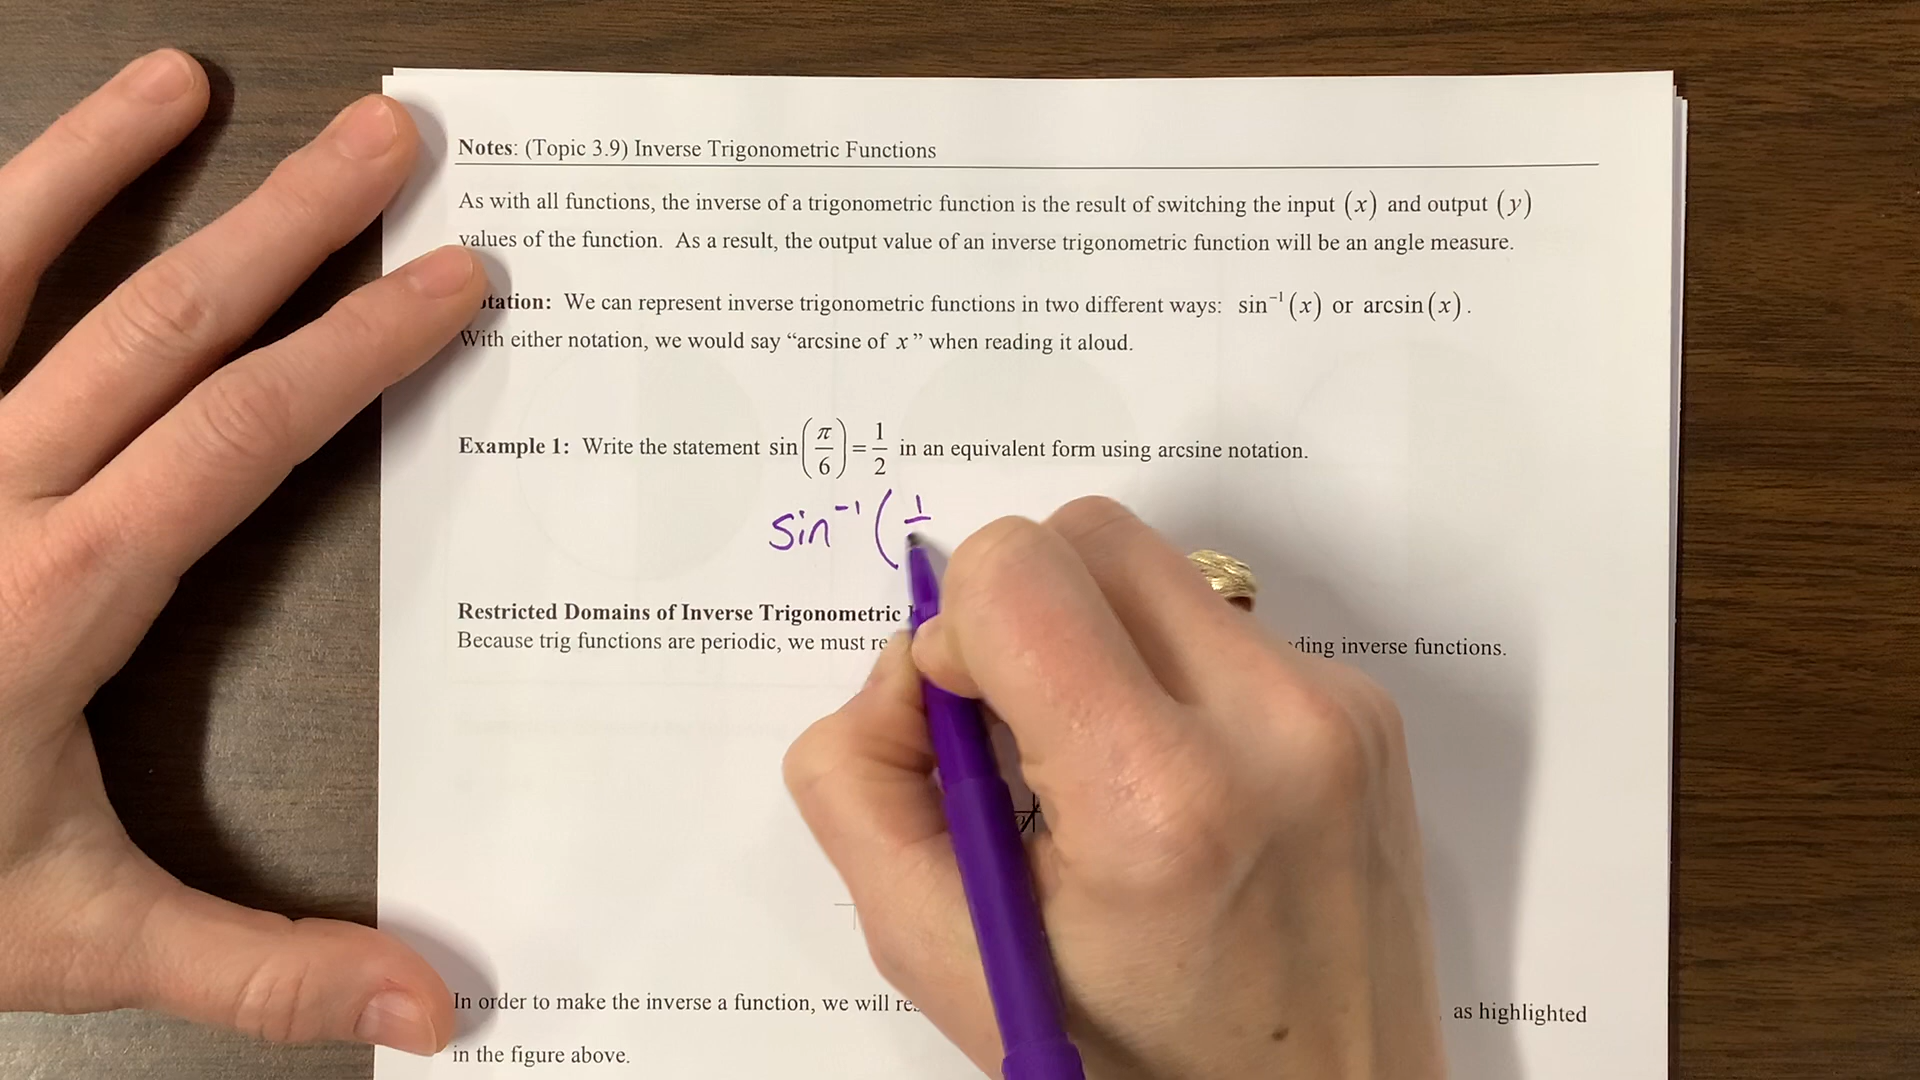 Notes: (Topic 3.9) Inverse Trigonometric Functions
As with all functions, the inverse of a trigonometric function is the result of switching the input (x) and output (y)
values of the function. As a result, the output value of an inverse trigonometric function will be an angle measure.
We can represent inverse trigonometric functions in two different ways: sin⁻¹(x) or arcsin(x).
With either notation, we would say “arcsine of x” when reading it aloud.
Example 1: Write the statement sin(π/6) = 1/2 in an equivalent form using arcsine notation.
sin⁻¹ (1/
Restricted Domains of Inverse Trigonometric
Because trig functions are periodic, we must inverse functions.
In order to make the inverse a function, we will as highlighted
in the figure above.